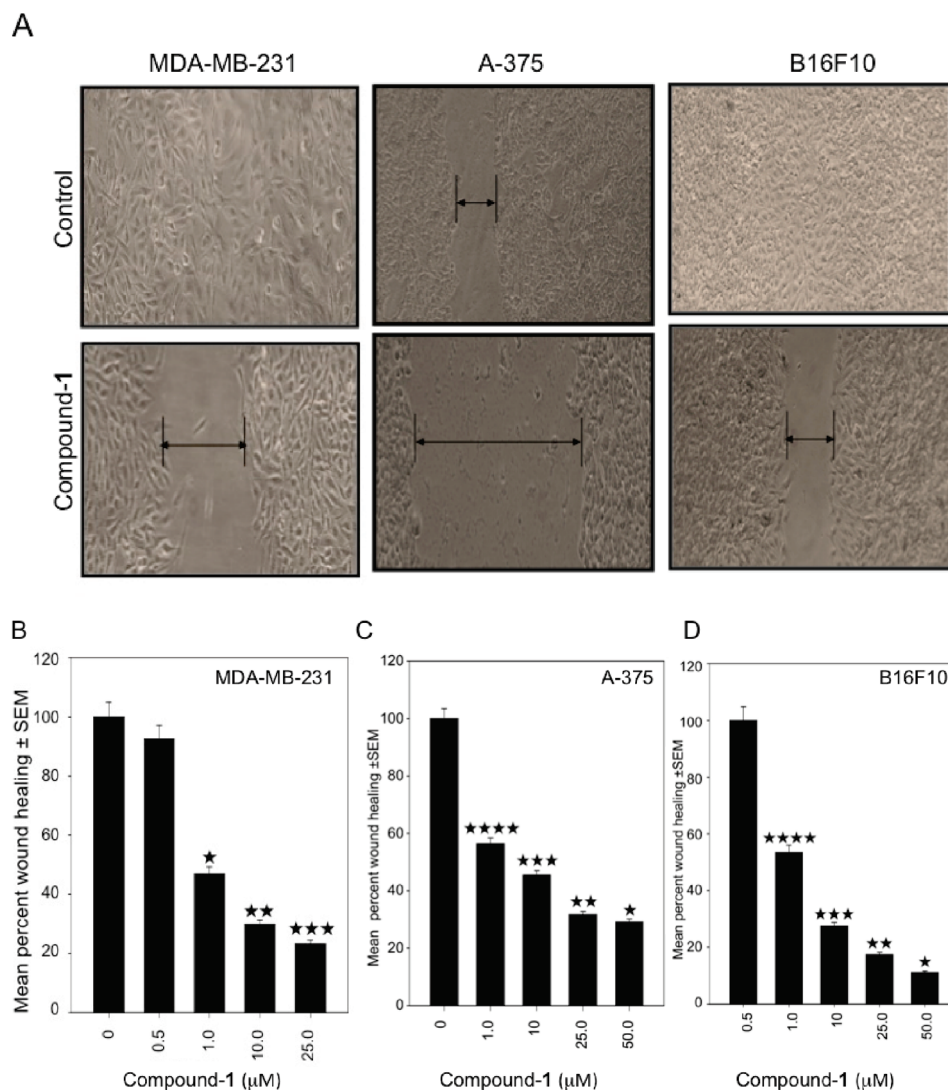 A
MDA-MB-231 A-375 B16F10
Control
Compound-1
B
MDA-MB-231
Mean percent wound healing ± SEM
120
100
80
60
40
20
0
★
★★
★★★
0 0.5 1.0 10.0 25.0
Compound-1 (μM)
C
A-375
Mean percent wound healing ±SEM
120
100
80
60
40
20
0
★★★★
★★★
★★
★
0 1.0 10 25.0 50.0
Compound-1 (μM)
D
B16F10
Mean percent wound healing ±SEM
120
100
80
60
40
20
0
★★★★
★★★
★★
★
0.5 1.0 10 25.0 50.0
Compound-1 (μM)